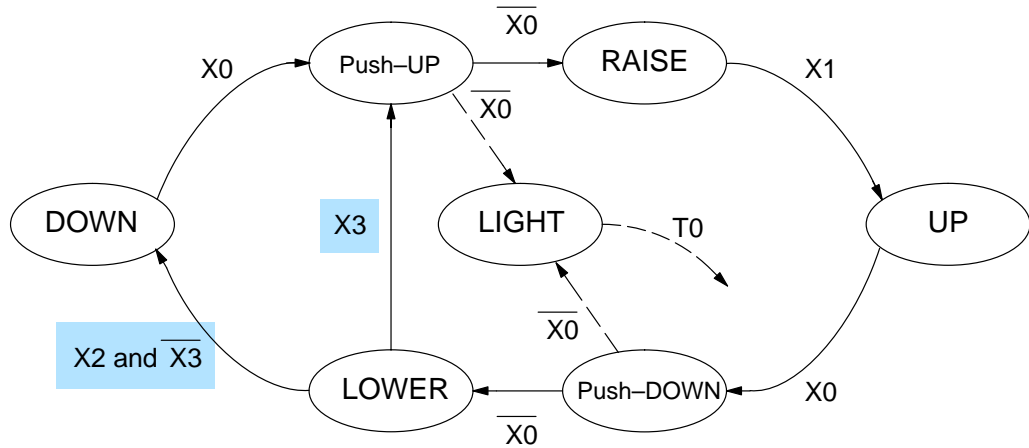 X̅0̅
X0
Push–UP
RAISE
X1
X̅0̅
DOWN
X3
LIGHT
T0
UP
X̅0̅
X2 and X̅3̅
LOWER
Push–DOWN
X0
X̅0̅